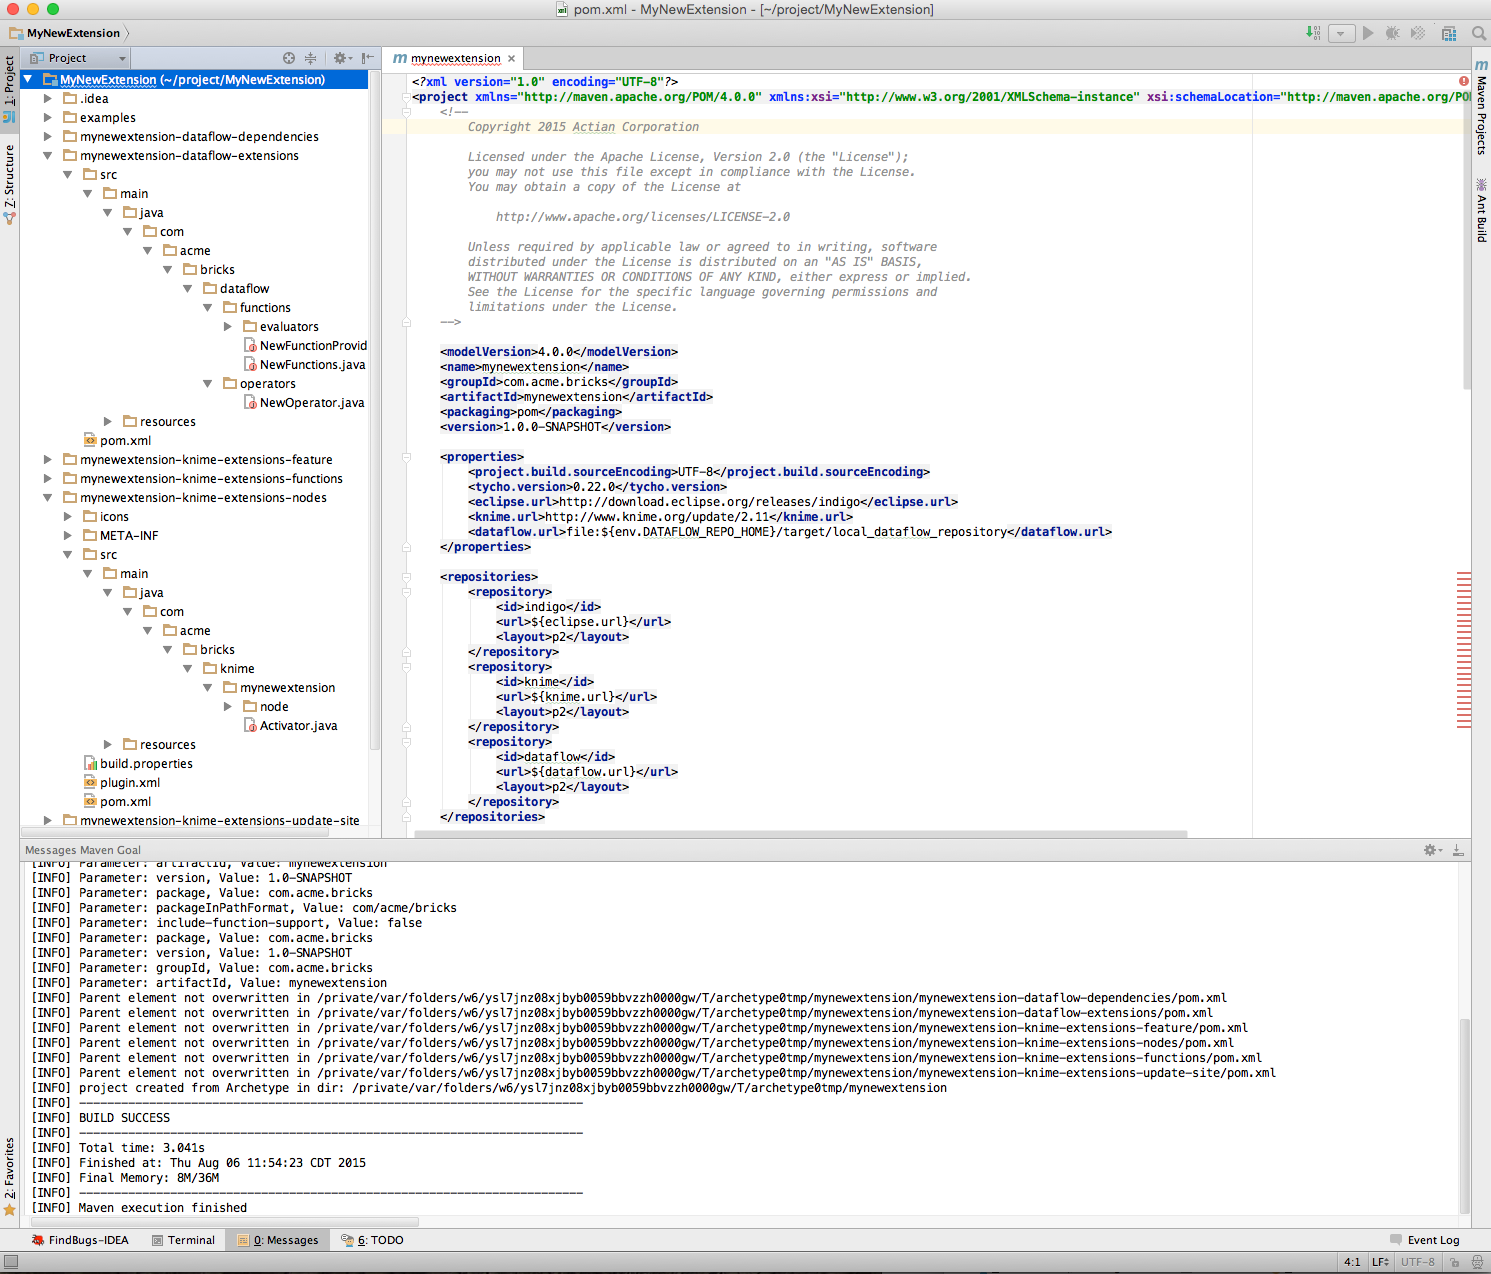 pom.xml - MyNewExtension - [~/project/MyNewExtension]
MyNewExtension
Project
mynewextension
1: Project
Z: Structure
2: Favorites
Maven Projects
Ant Build
MyNewExtension (~/project/MyNewExtension)
.idea
examples
mynewextension-dataflow-dependencies
mynewextension-dataflow-extensions
src
main
java
com
acme
bricks
dataflow
functions
evaluators
NewFunctionProvid
NewFunctions.java
operators
NewOperator.java
resources
pom.xml
mynewextension-knime-extensions-feature
mynewextension-knime-extensions-functions
mynewextension-knime-extensions-nodes
icons
META-INF
src
main
java
com
acme
bricks
knime
mynewextension
node
Activator.java
resources
build.properties
plugin.xml
pom.xml
mynewextension-knime-extensions-update-site
<?xml version="1.0" encoding="UTF-8"?>
<project xmlns="http://maven.apache.org/POM/4.0.0" xmlns:xsi="http://www.w3.org/2001/XMLSchema-instance" xsi:schemaLocation="http://maven.apache.org/PO
<!--
Copyright 2015 Actian Corporation
Licensed under the Apache License, Version 2.0 (the "License");
you may not use this file except in compliance with the License.
You may obtain a copy of the License at
http://www.apache.org/licenses/LICENSE-2.0
Unless required by applicable law or agreed to in writing, software
distributed under the License is distributed on an "AS IS" BASIS,
WITHOUT WARRANTIES OR CONDITIONS OF ANY KIND, either express or implied.
See the License for the specific language governing permissions and
limitations under the License.
-->
<modelVersion>4.0.0</modelVersion>
<name>mynewextension</name>
<groupId>com.acme.bricks</groupId>
<artifactId>mynewextension</artifactId>
<packaging>pom</packaging>
<version>1.0.0-SNAPSHOT</version>
<properties>
<project.build.sourceEncoding>UTF-8</project.build.sourceEncoding>
<tycho.version>0.22.0</tycho.version>
<eclipse.url>http://download.eclipse.org/releases/indigo</eclipse.url>
<knime.url>http://www.knime.org/update/2.11</knime.url>
<dataflow.url>file:${env.DATAFLOW_REPO_HOME}/target/local_dataflow_repository</dataflow.url>
</properties>
<repositories>
<repository>
<id>indigo</id>
<url>${eclipse.url}</url>
<layout>p2</layout>
</repository>
<repository>
<id>knime</id>
<url>${knime.url}</url>
<layout>p2</layout>
</repository>
<repository>
<id>dataflow</id>
<url>${dataflow.url}</url>
<layout>p2</layout>
</repository>
</repositories>
Messages Maven Goal
[INFO] Parameter: artifactId, Value: mynewextension
[INFO] Parameter: version, Value: 1.0-SNAPSHOT
[INFO] Parameter: package, Value: com.acme.bricks
[INFO] Parameter: packageInPathFormat, Value: com/acme/bricks
[INFO] Parameter: include-function-support, Value: false
[INFO] Parameter: package, Value: com.acme.bricks
[INFO] Parameter: version, Value: 1.0-SNAPSHOT
[INFO] Parameter: groupId, Value: com.acme.bricks
[INFO] Parameter: artifactId, Value: mynewextension
[INFO] Parent element not overwritten in /private/var/folders/w6/ysl7jnz08xjbyb0059bbvzzh0000gw/T/archetype0tmp/mynewextension/mynewextension-dataflow-dependencies/pom.xml
[INFO] Parent element not overwritten in /private/var/folders/w6/ysl7jnz08xjbyb0059bbvzzh0000gw/T/archetype0tmp/mynewextension/mynewextension-dataflow-extensions/pom.xml
[INFO] Parent element not overwritten in /private/var/folders/w6/ysl7jnz08xjbyb0059bbvzzh0000gw/T/archetype0tmp/mynewextension/mynewextension-knime-extensions-feature/pom.xml
[INFO] Parent element not overwritten in /private/var/folders/w6/ysl7jnz08xjbyb0059bbvzzh0000gw/T/archetype0tmp/mynewextension/mynewextension-knime-extensions-nodes/pom.xml
[INFO] Parent element not overwritten in /private/var/folders/w6/ysl7jnz08xjbyb0059bbvzzh0000gw/T/archetype0tmp/mynewextension/mynewextension-knime-extensions-functions/pom.xml
[INFO] Parent element not overwritten in /private/var/folders/w6/ysl7jnz08xjbyb0059bbvzzh0000gw/T/archetype0tmp/mynewextension/mynewextension-knime-extensions-update-site/pom.xml
[INFO] project created from Archetype in dir: /private/var/folders/w6/ysl7jnz08xjbyb0059bbvzzh0000gw/T/archetype0tmp/mynewextension
[INFO] ------------------------------------------------------------------------
[INFO] BUILD SUCCESS
[INFO] ------------------------------------------------------------------------
[INFO] Total time: 3.041s
[INFO] Finished at: Thu Aug 06 11:54:23 CDT 2015
[INFO] Final Memory: 8M/36M
[INFO] ------------------------------------------------------------------------
[INFO] Maven execution finished
FindBugs-IDEA
Terminal
0: Messages
6: TODO
Event Log
4:1
LF
UTF-8